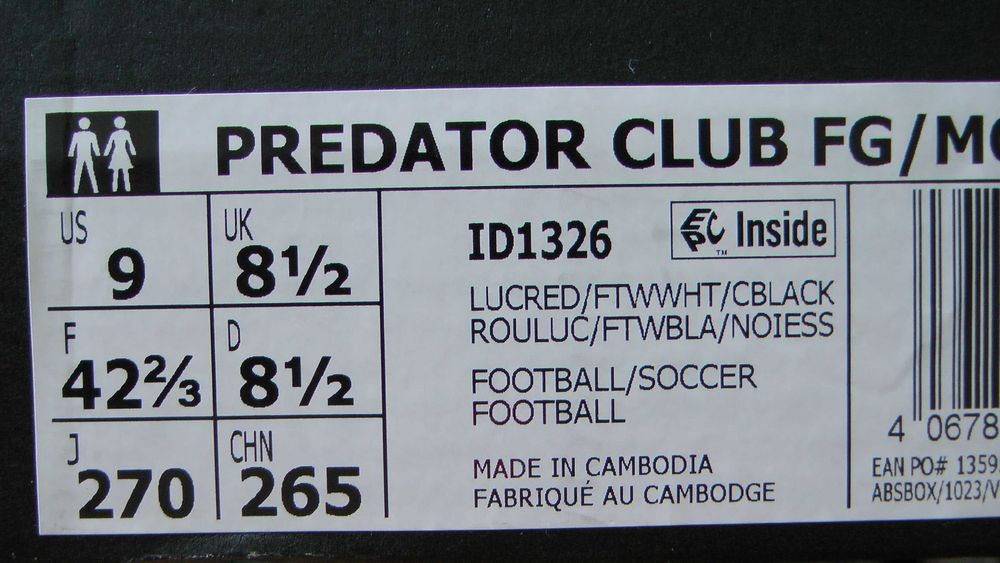 PREDATOR CLUB FG/M
US 9
UK 8½
F 42⅔
D 8½
J 270
CHN 265
ID1326
EPC Inside
TM
LUCRED/FTWWHT/CBLACK
ROULUC/FTWBLA/NOIESS
FOOTBALL/SOCCER
FOOTBALL
MADE IN CAMBODIA
FABRIQUÉ AU CAMBODGE
4 0678
EAN PO# 1359
ABSBOX/1023/V